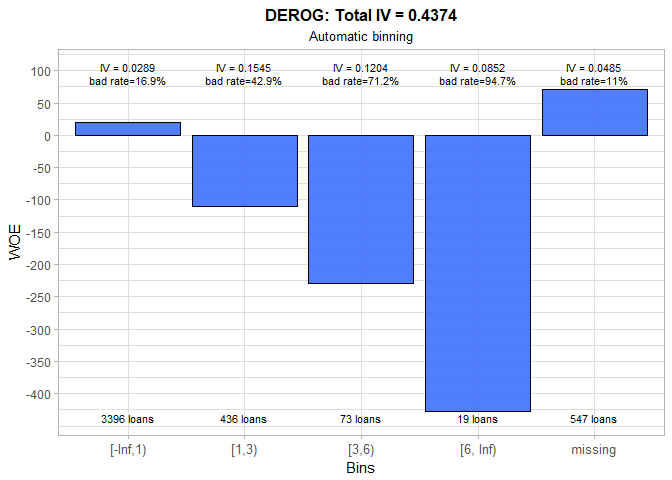 DEROG: Total IV = 0.4374
Automatic binning
IV = 0.0289 IV = 0.1545 IV = 0.1204 IV = 0.0852 IV = 0.0485
bad rate=16.9% bad rate=42.9% bad rate=71.2% bad rate=94.7% bad rate=11%
100
50
0
-50
-100
-150
-200
-250
-300
-350
-400
WOE
3396 loans 436 loans 73 loans 19 loans 547 loans
[-Inf,1) [1,3) [3,6) [6, Inf) missing
Bins